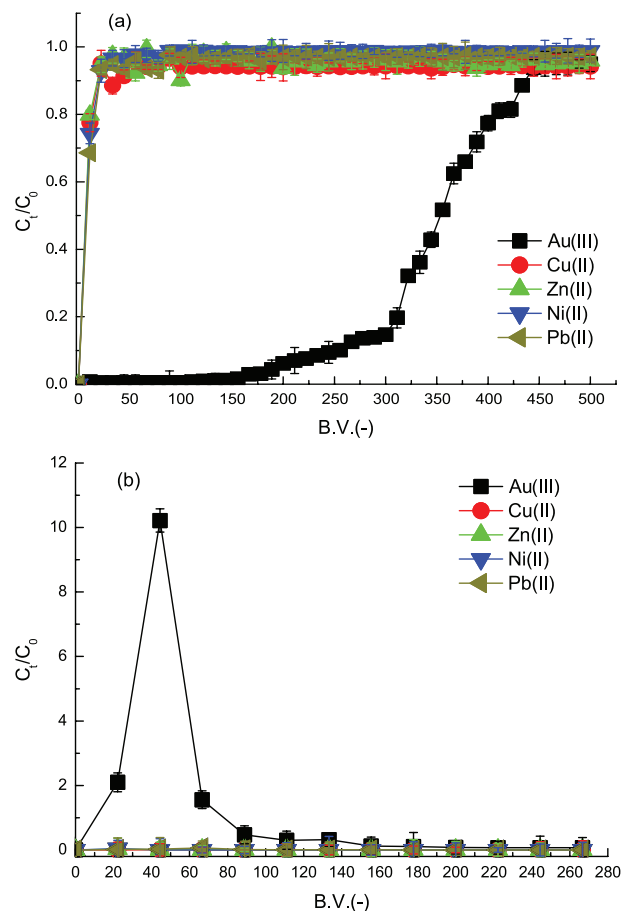 (a)
1.0
0.8
0.6
0.4
0.2
0.0
C_t/C_0
Au(III)
Cu(II)
Zn(II)
Ni(II)
Pb(II)
0 50 100 150 200 250 300 350 400 450 500
B.V.(-)
(b)
12
10
8
6
4
2
0
C_t/C_0
Au(III)
Cu(II)
Zn(II)
Ni(II)
Pb(II)
0 20 40 60 80 100 120 140 160 180 200 220 240 260 280
B.V.(-)